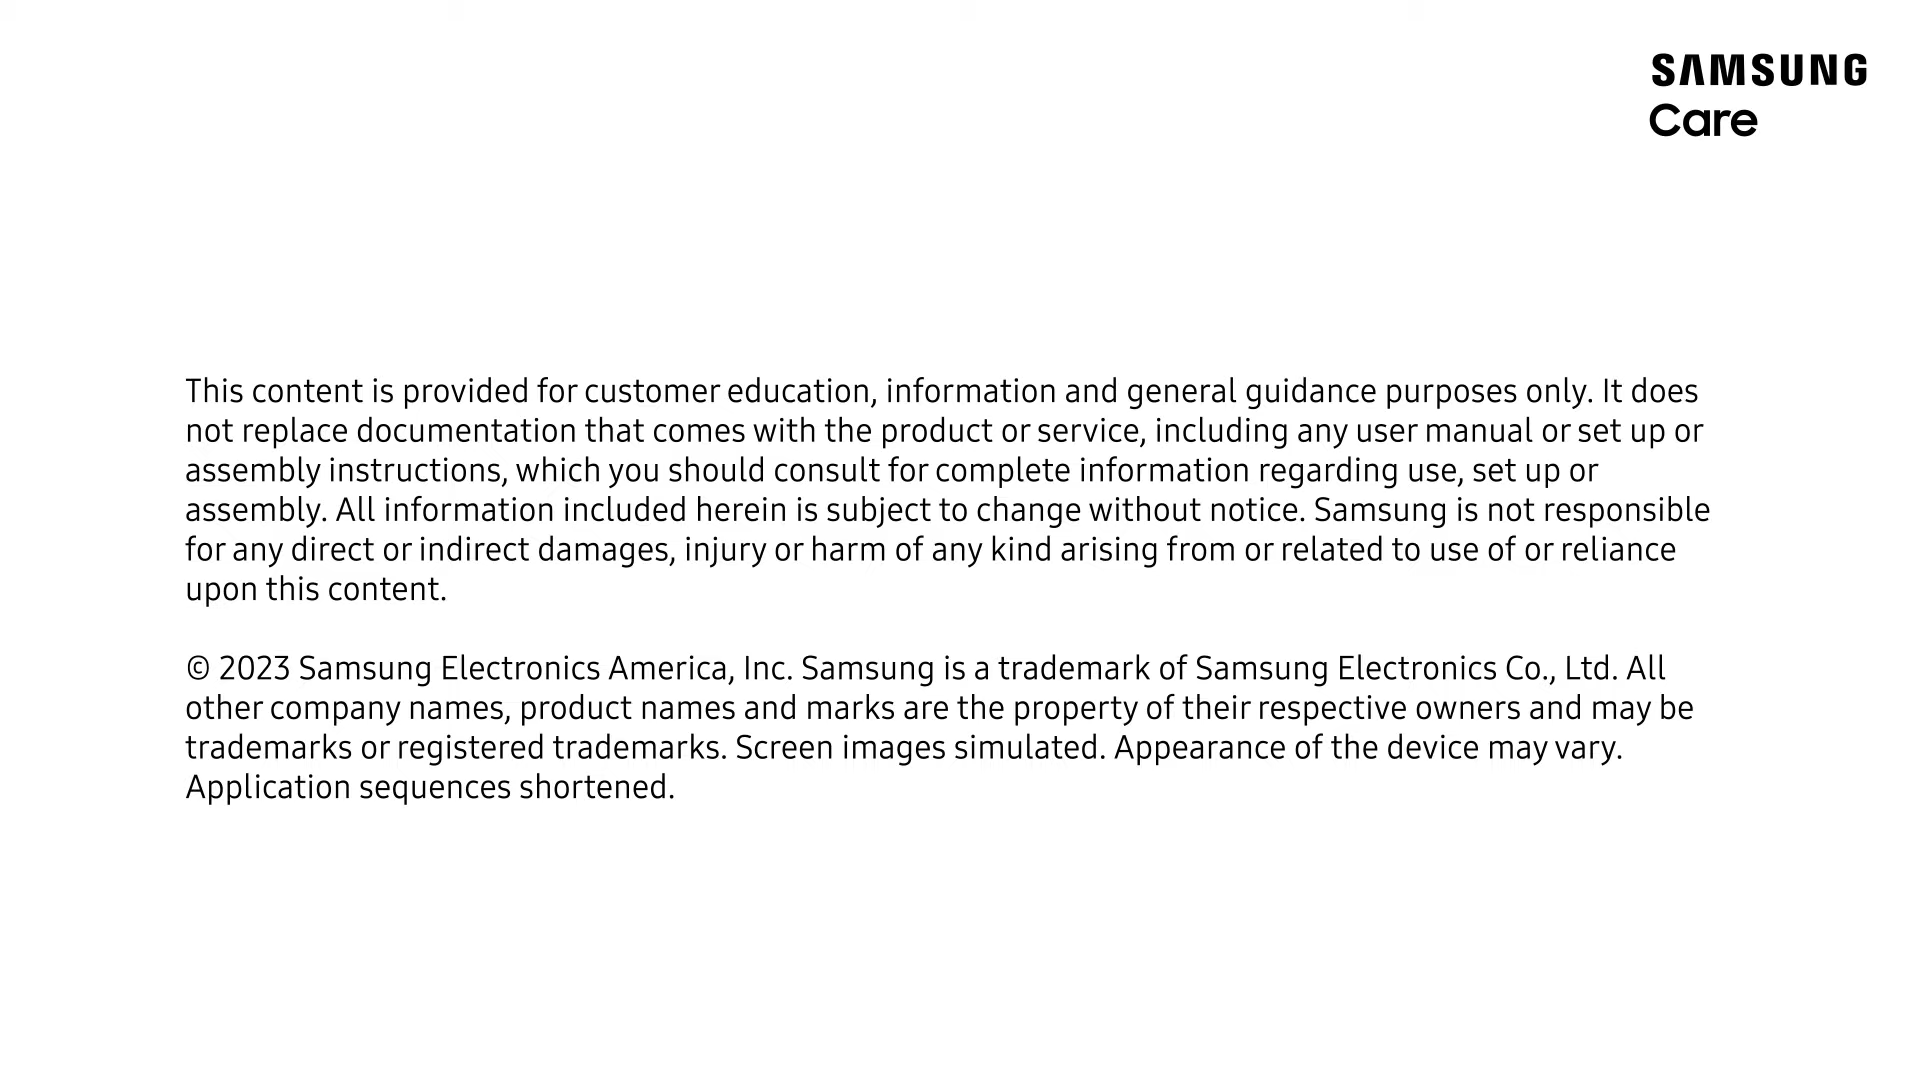 SAMSUNG
Care
This content is provided for customer education, information and general guidance purposes only. It does
not replace documentation that comes with the product or service, including any user manual or set up or
assembly instructions, which you should consult for complete information regarding use, set up or
assembly. All information included herein is subject to change without notice. Samsung is not responsible
for any direct or indirect damages, injury or harm of any kind arising from or related to use of or reliance
upon this content.
© 2023 Samsung Electronics America, Inc. Samsung is a trademark of Samsung Electronics Co., Ltd. All
other company names, product names and marks are the property of their respective owners and may be
trademarks or registered trademarks. Screen images simulated. Appearance of the device may vary.
Application sequences shortened.